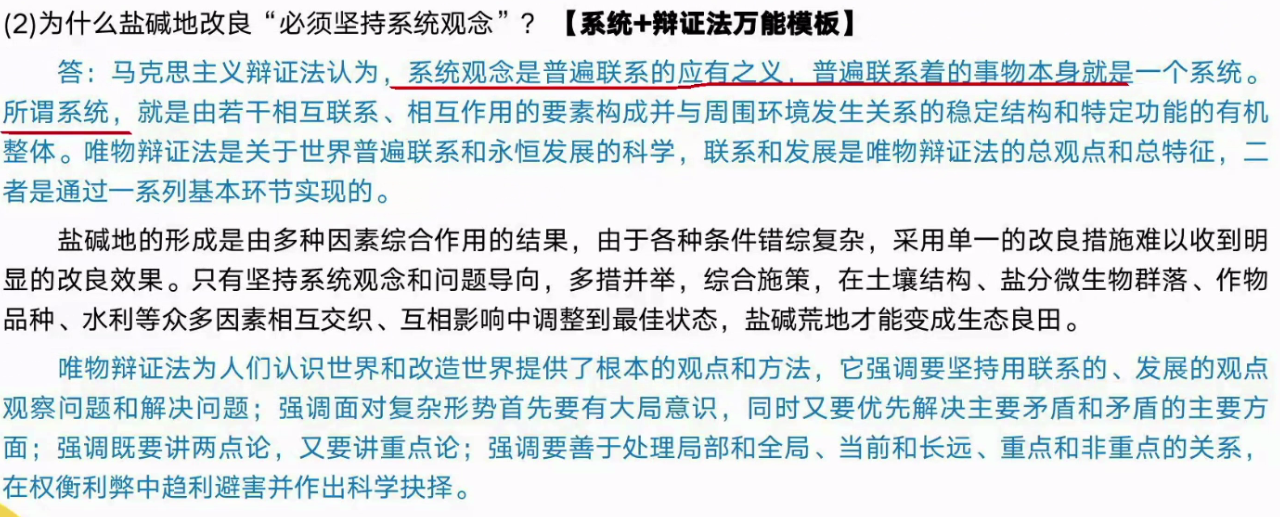 (2)为什么盐碱地改良“必须坚持系统观念”？【系统+辩证法万能模板】
答：马克思主义辩证法认为，系统观念是普遍联系的应有之义，普遍联系着的事物本身就是一个系统。
所谓系统，就是由若干相互联系、相互作用的要素构成并与周围环境发生关系的稳定结构和特定功能的有机
整体。唯物辩证法是关于世界普遍联系和永恒发展的科学，联系和发展是唯物辩证法的总观点和总特征，二
者是通过一系列基本环节实现的。
盐碱地的形成是由多种因素综合作用的结果，由于各种条件错综复杂，采用单一的改良措施难以收到明
显的改良效果。只有坚持系统观念和问题导向，多措并举，综合施策，在土壤结构、盐分微生物群落、作物
品种、水利等众多因素相互交织、互相影响中调整到最佳状态，盐碱荒地才能变成生态良田。
唯物辩证法为人们认识世界和改造世界提供了根本的观点和方法，它强调要坚持用联系的、发展的观点
观察问题和解决问题；强调面对复杂形势首先要有大局意识，同时又要优先解决主要矛盾和矛盾的主要方
面；强调既要讲两点论，又要讲重点论；强调要善于处理局部和全局、当前和长远、重点和非重点的关系，
在权衡利弊中趋利避害并作出科学抉择。